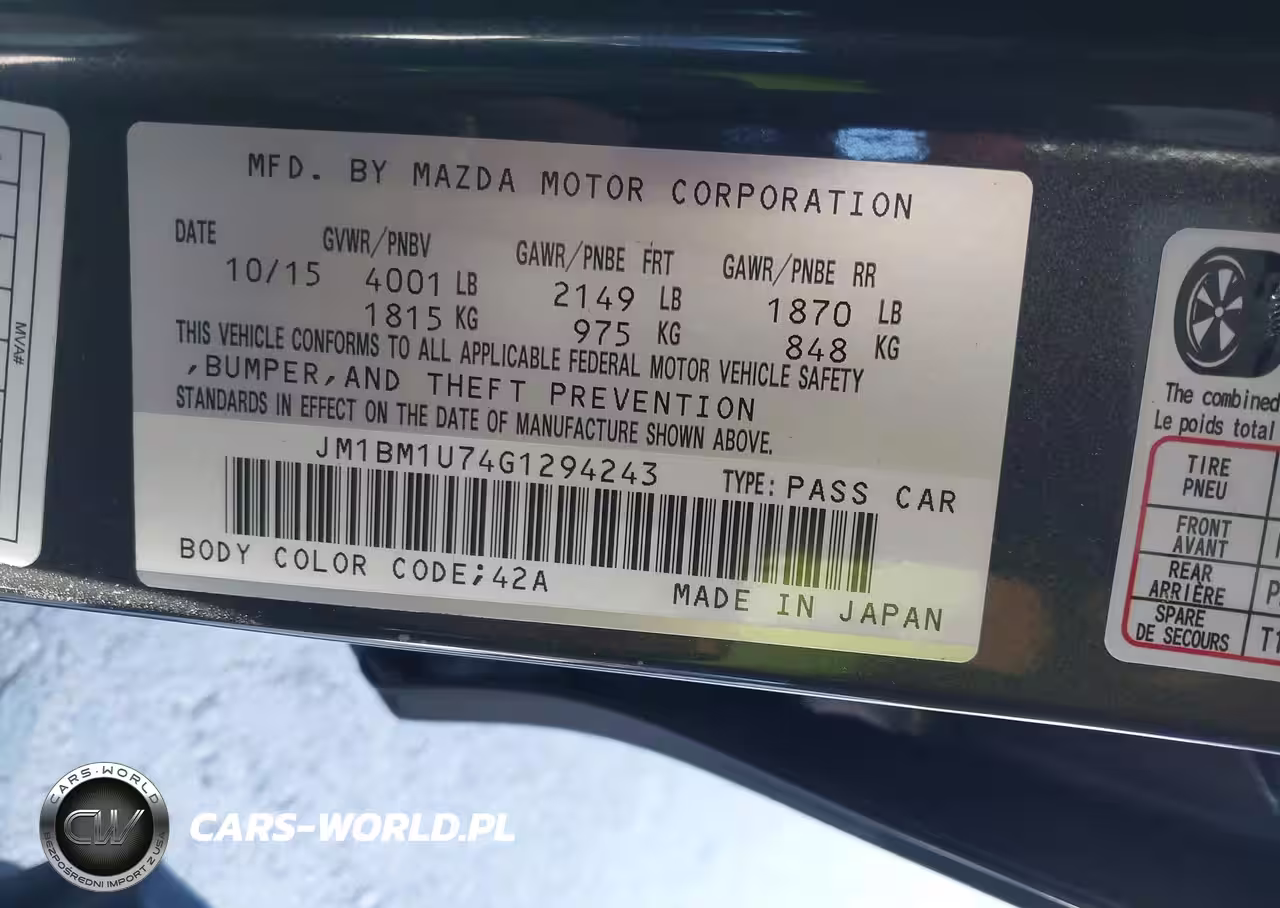 MFD. BY MAZDA MOTOR CORPORATION
DATE GVWR/PNBV GAWR/PNBE FRT GAWR/PNBE RR
10/15 4001 LB 2149 LB 1870 LB
1815 KG 975 KG 848 KG
THIS VEHICLE CONFORMS TO ALL APPLICABLE FEDERAL MOTOR VEHICLE SAFETY
,BUMPER,AND THEFT PREVENTION
STANDARDS IN EFFECT ON THE DATE OF MANUFACTURE SHOWN ABOVE.
JM1BM1U74G1294243 TYPE: PASS CAR
BODY COLOR CODE;42A MADE IN JAPAN
MVA#
The combined
Le poids total
TIRE
PNEU
FRONT
AVANT
REAR
ARRIÈRE
SPARE
DE SECOURS
CARS-WORLD
CW
BEZPOŚREDNI IMPORT Z USA
CARS-WORLD.PL